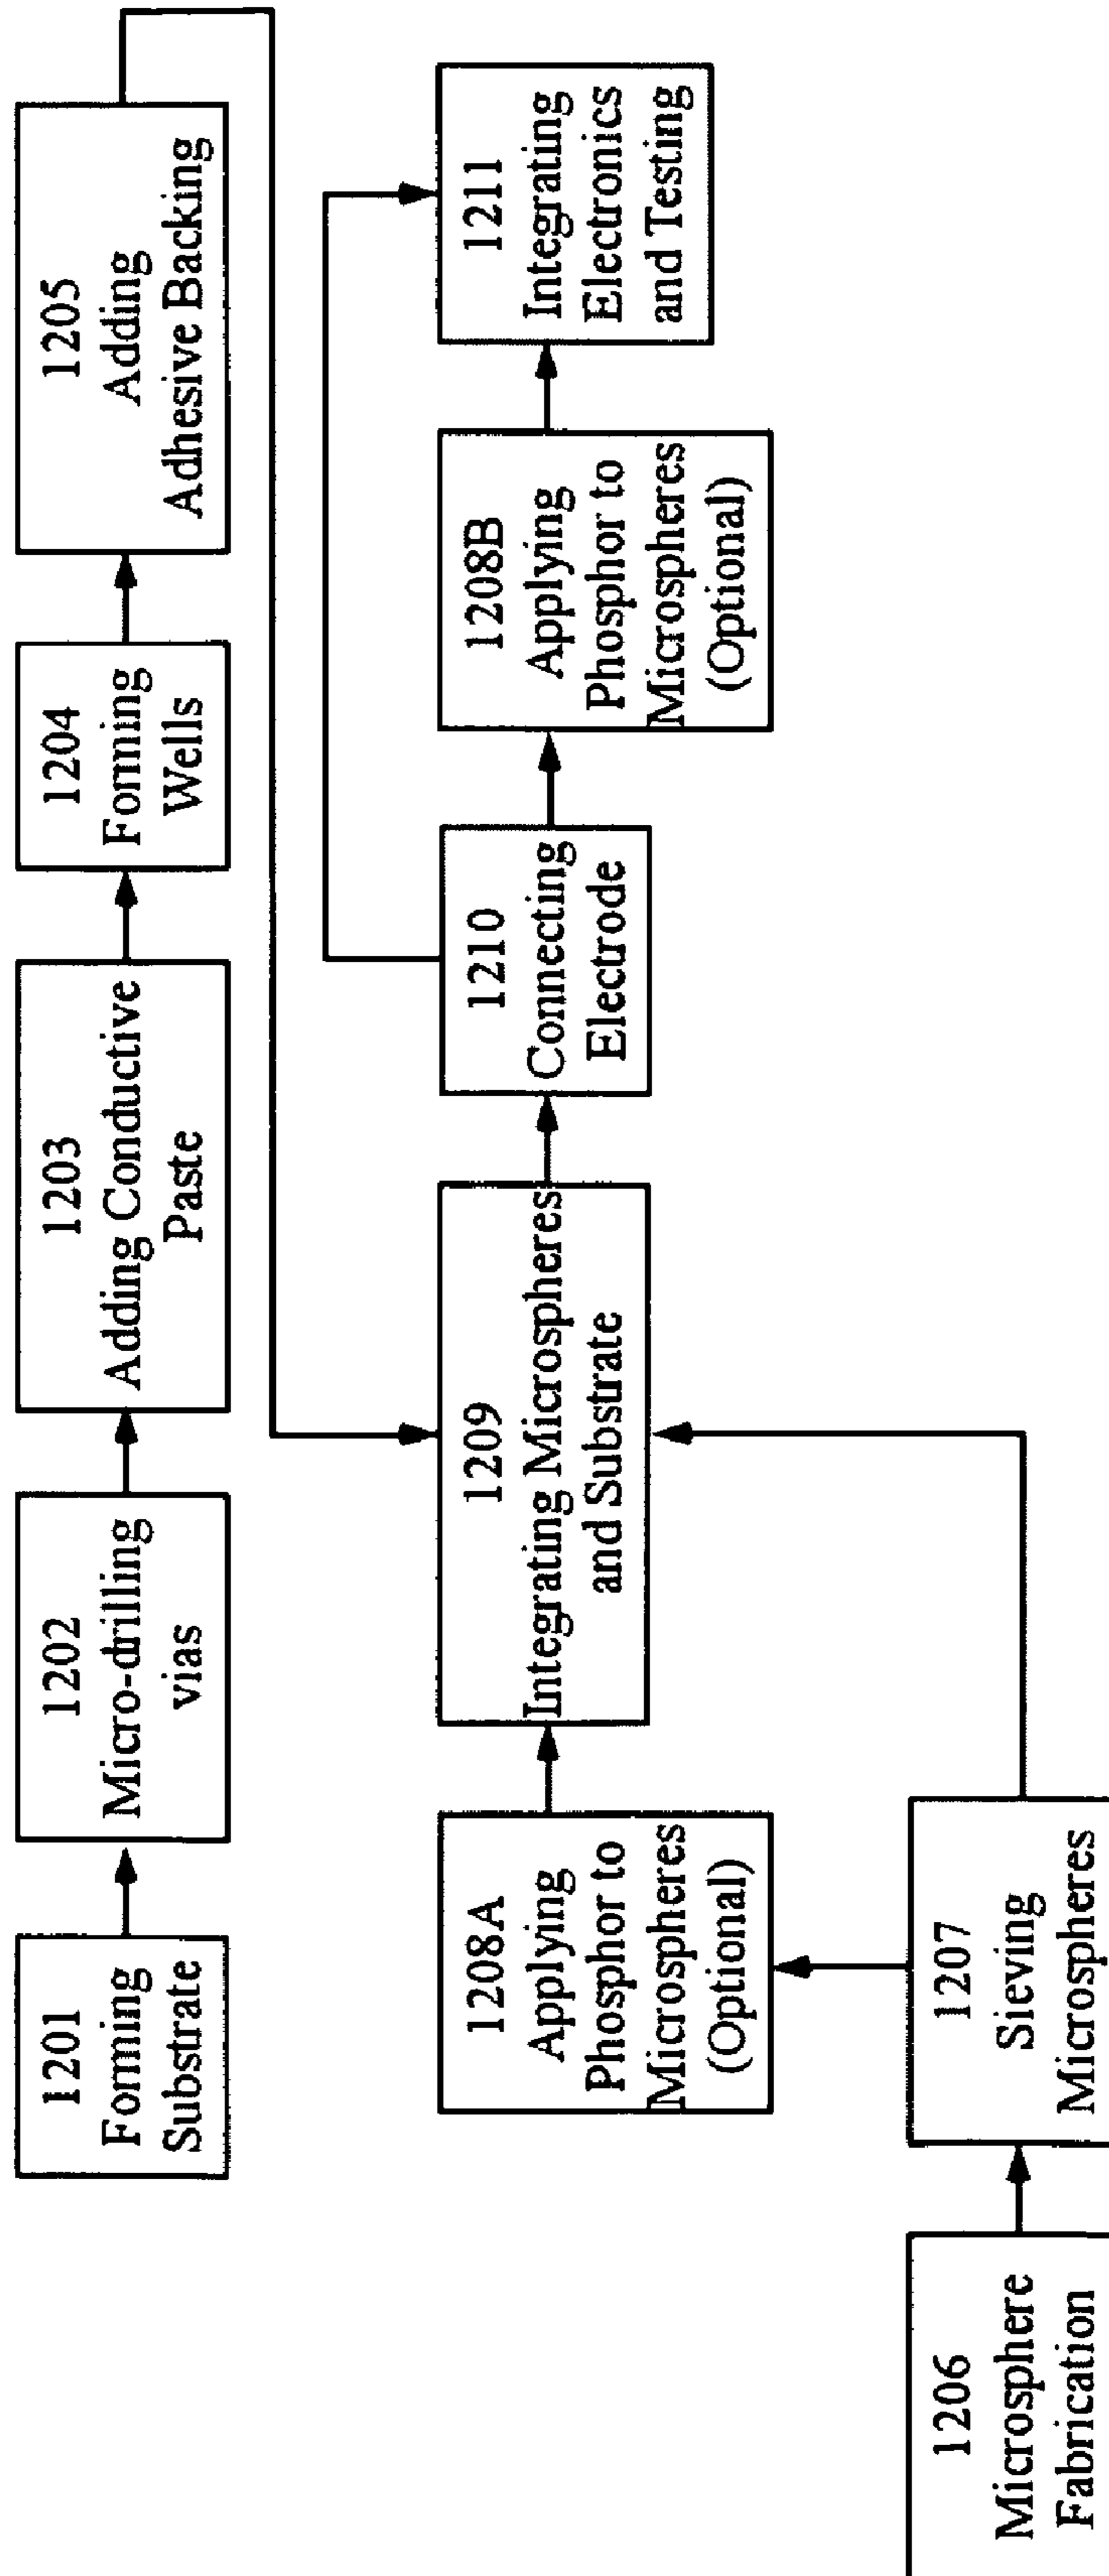 1201
Forming
Substrate
1202
Micro-drilling
vias
1203
Adding Conductive
Paste
1204
Forming
Wells
1205
Adding
Adhesive Backing
1206
Microsphere
Fabrication
1207
Sieving
Microspheres
1208A
Applying
Phosphor to
Microspheres
(Optional)
1209
Integrating Microspheres
and Substrate
1210
Connecting
Electrode
1208B
Applying
Phosphor to
Microspheres
(Optional)
1211
Integrating
Electronics
and Testing